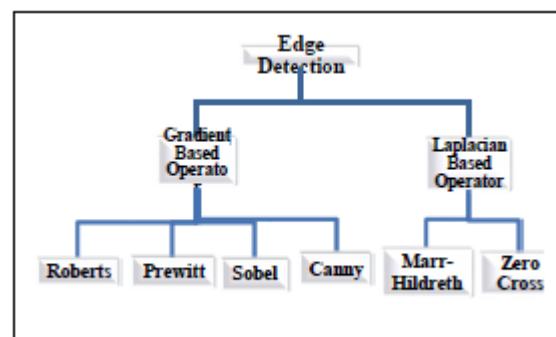 Edge
Detection
Gradient
Based
Operato
r
Laplacian
Based
Operator
Roberts
Prewitt
Sobel
Canny
Marr-
Hildreth
Zero
Cross